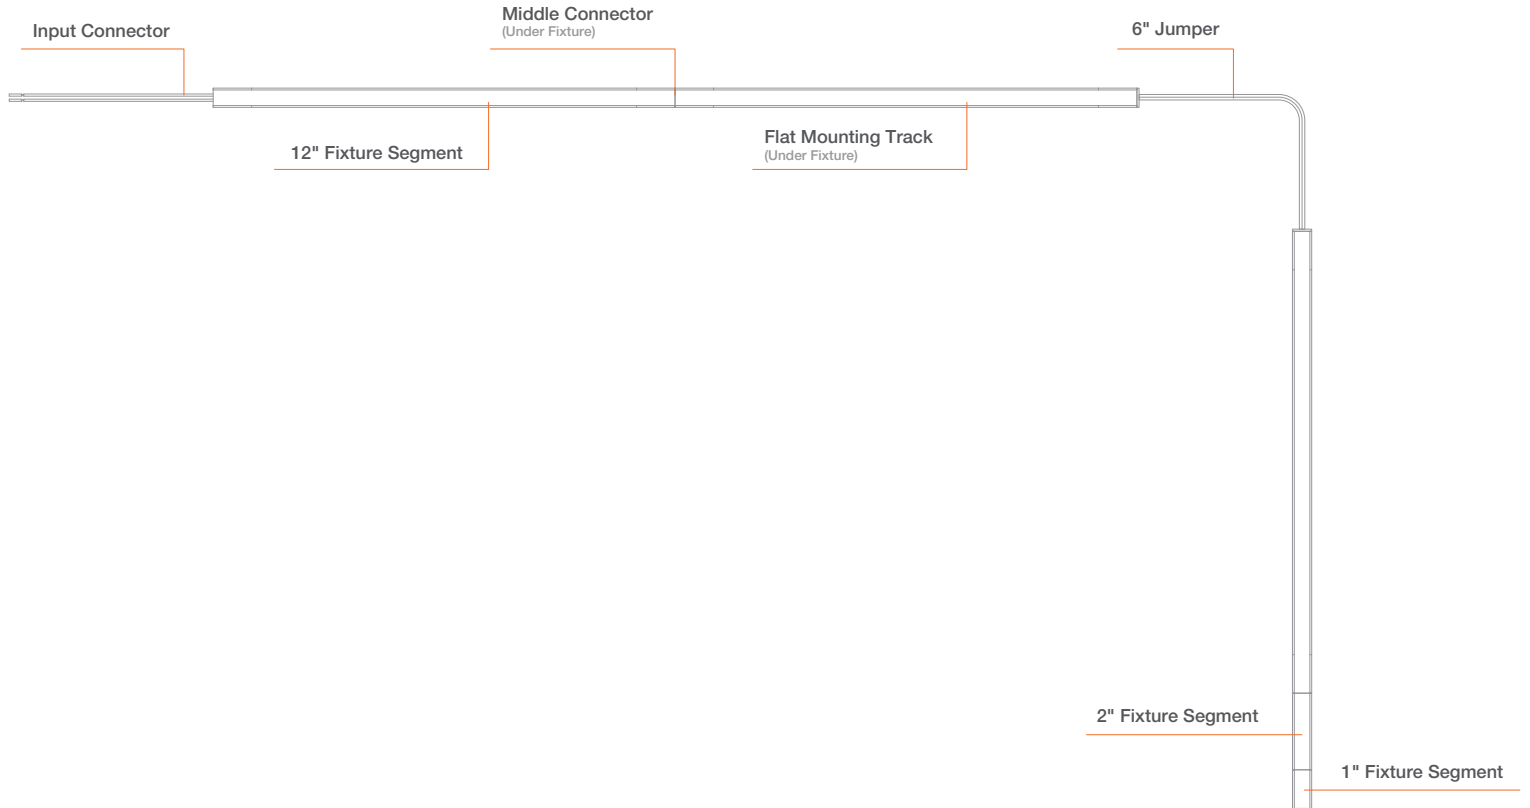 Input Connector
Middle Connector
(Under Fixture)
6" Jumper
12" Fixture Segment
Flat Mounting Track
(Under Fixture)
2" Fixture Segment
1" Fixture Segment